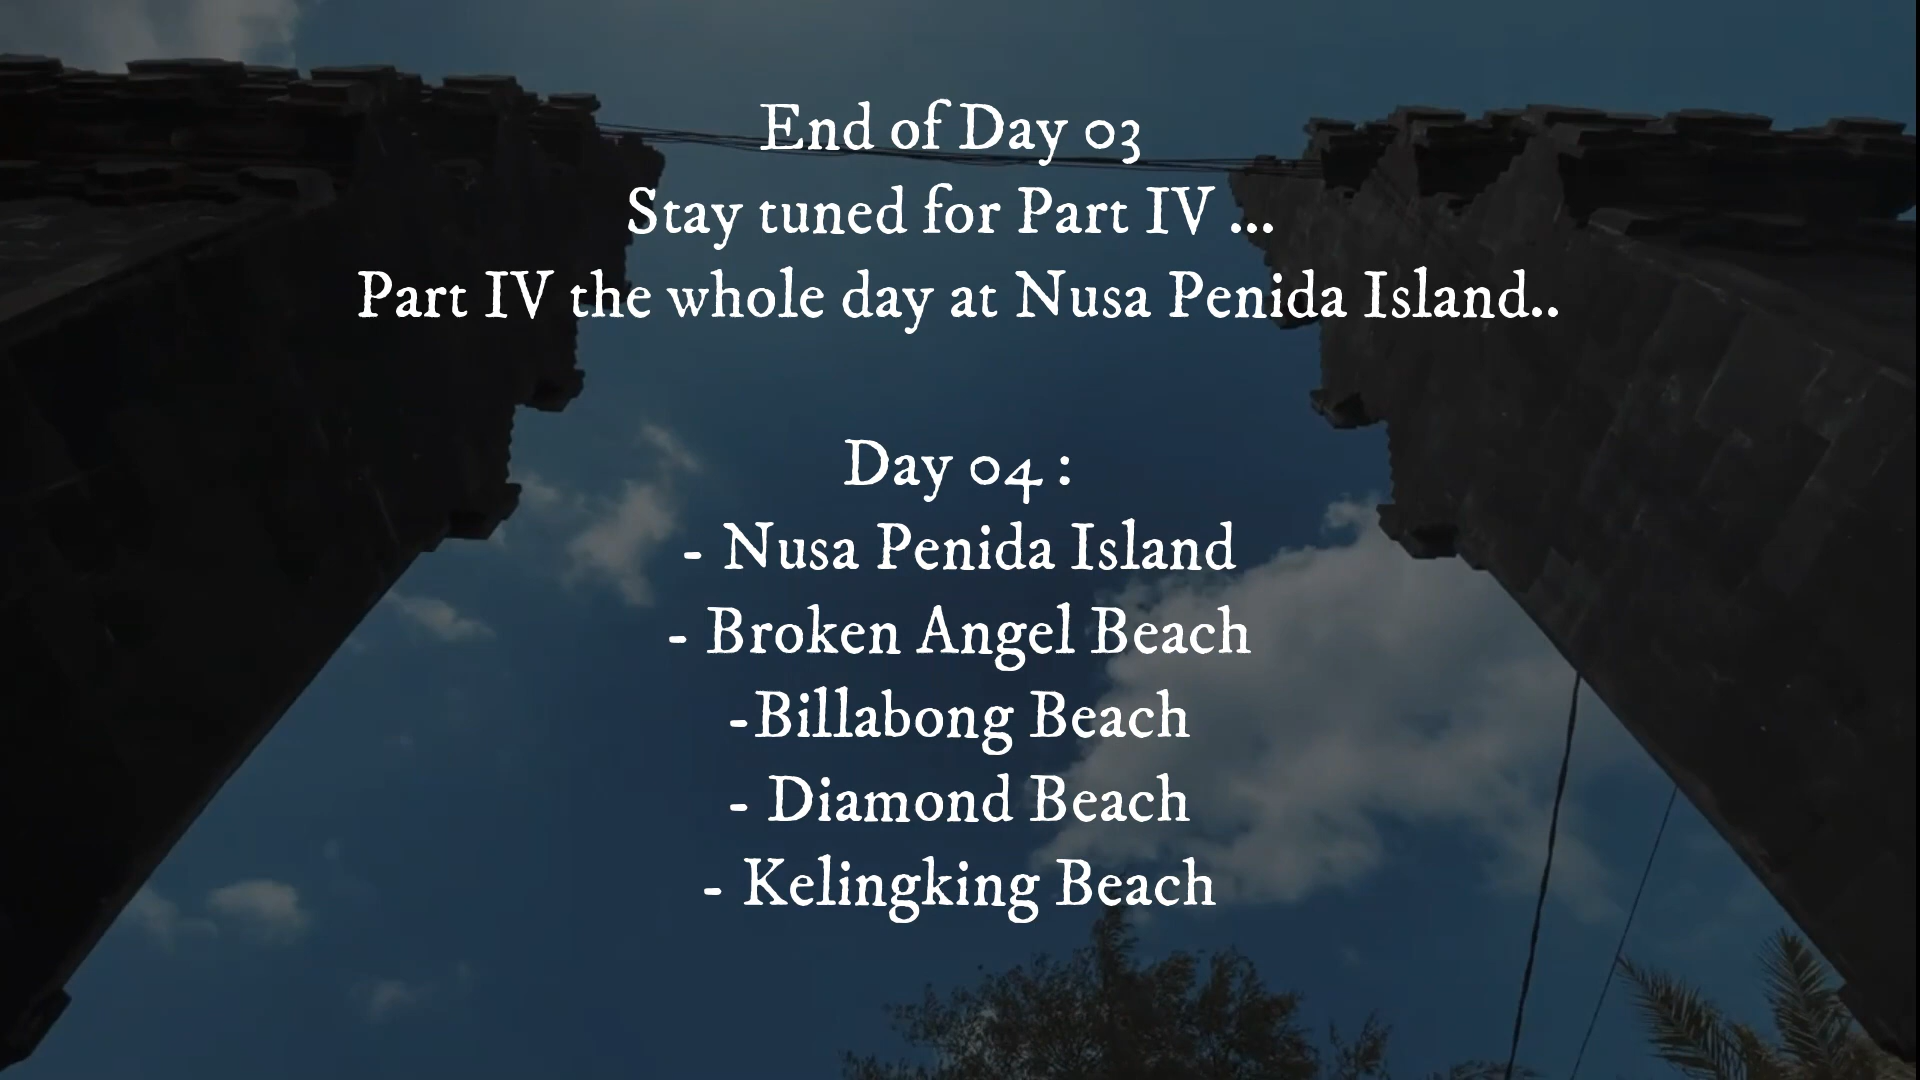 End of Day 03
Stay tuned for Part IV ...
Part IV the whole day at Nusa Penida Island..
Day 04 :
- Nusa Penida Island
- Broken Angel Beach
-Billabong Beach
- Diamond Beach
- Kelingking Beach